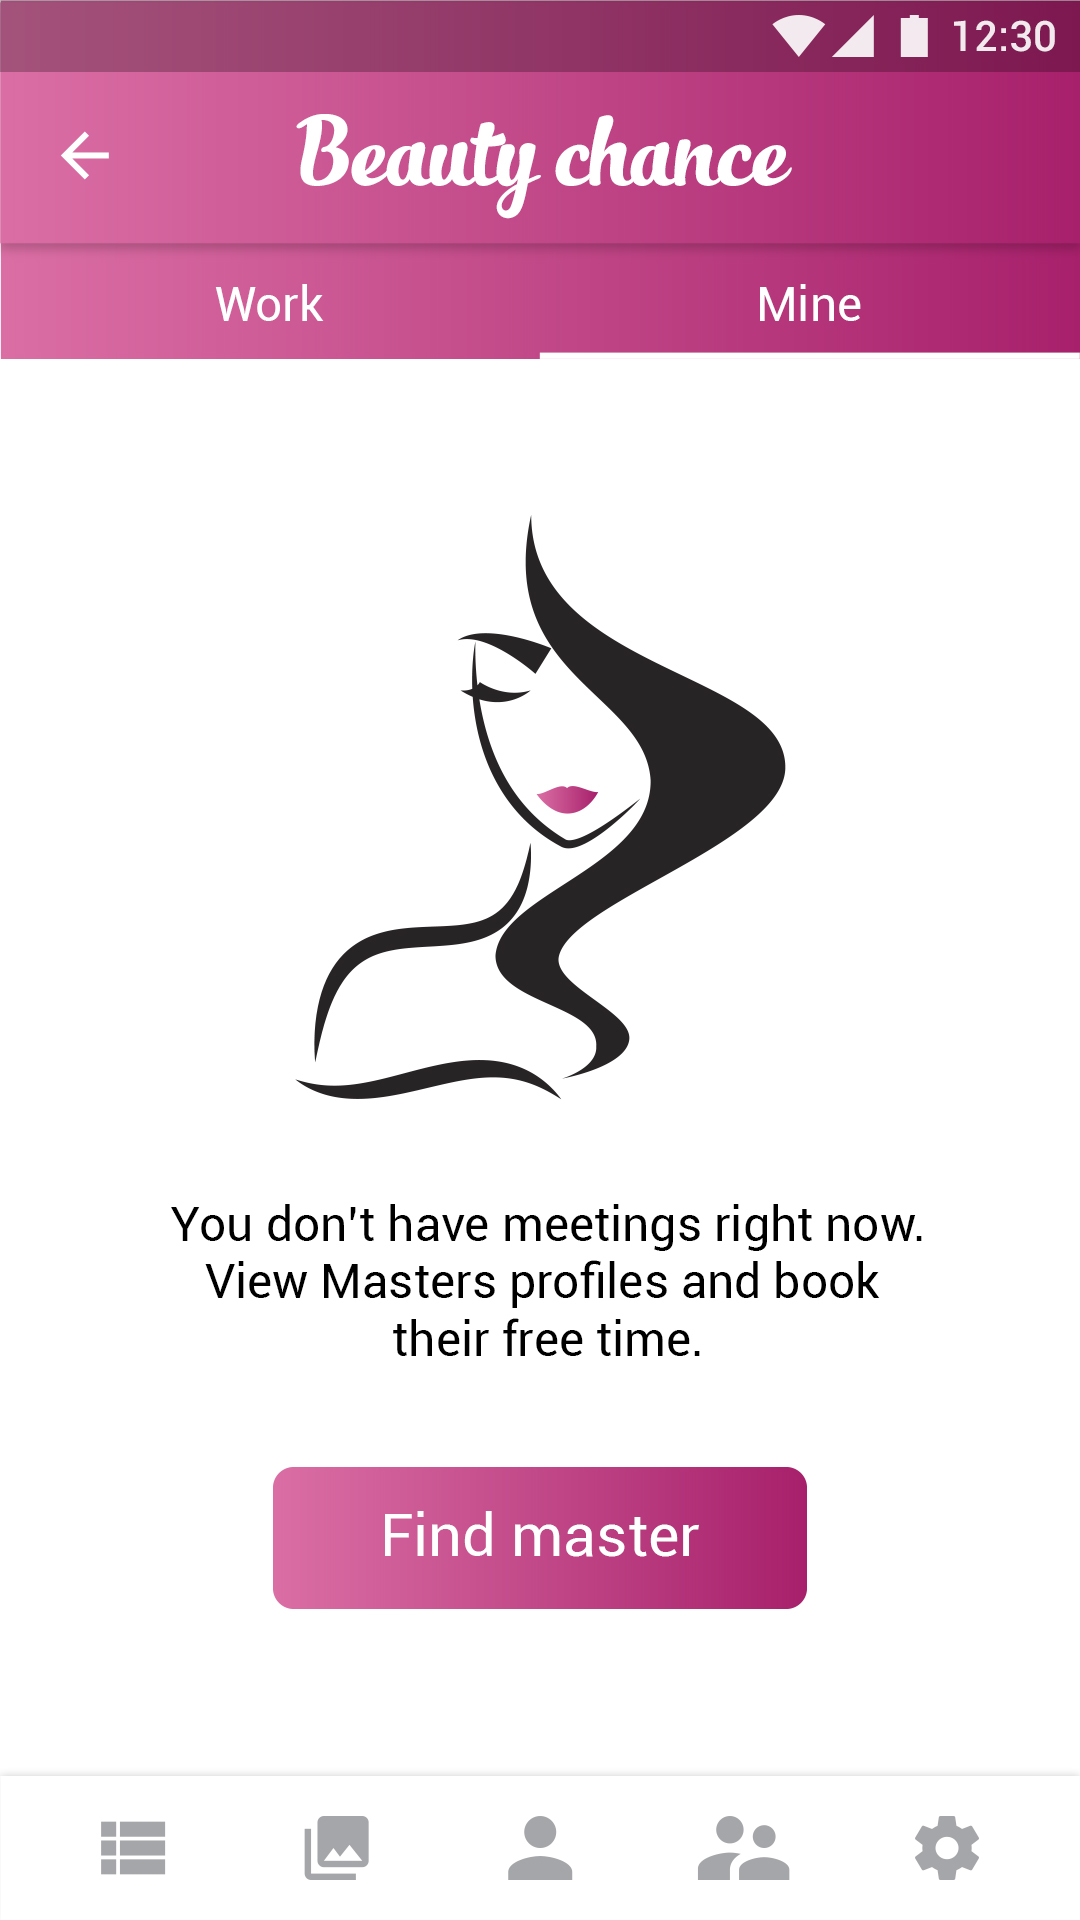 12:30
Beauty chance
Work
Mine
You don't have meetings right now.
View Masters profiles and book
their free time.
Find master